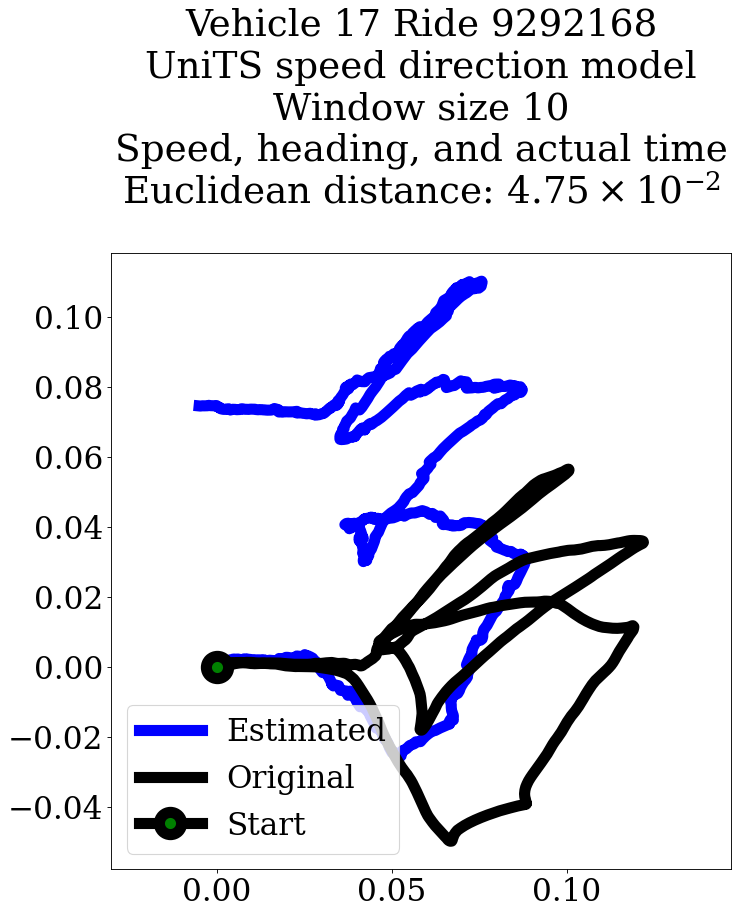 Vehicle 17 Ride 9292168
UniTS speed direction model
Window size 10
Speed, heading, and actual time
Euclidean distance: 4.75 × 10⁻²
0.10
0.08
0.06
0.04
0.02
0.00
−0.02
−0.04
Estimated
Original
Start
0.00 0.05 0.10